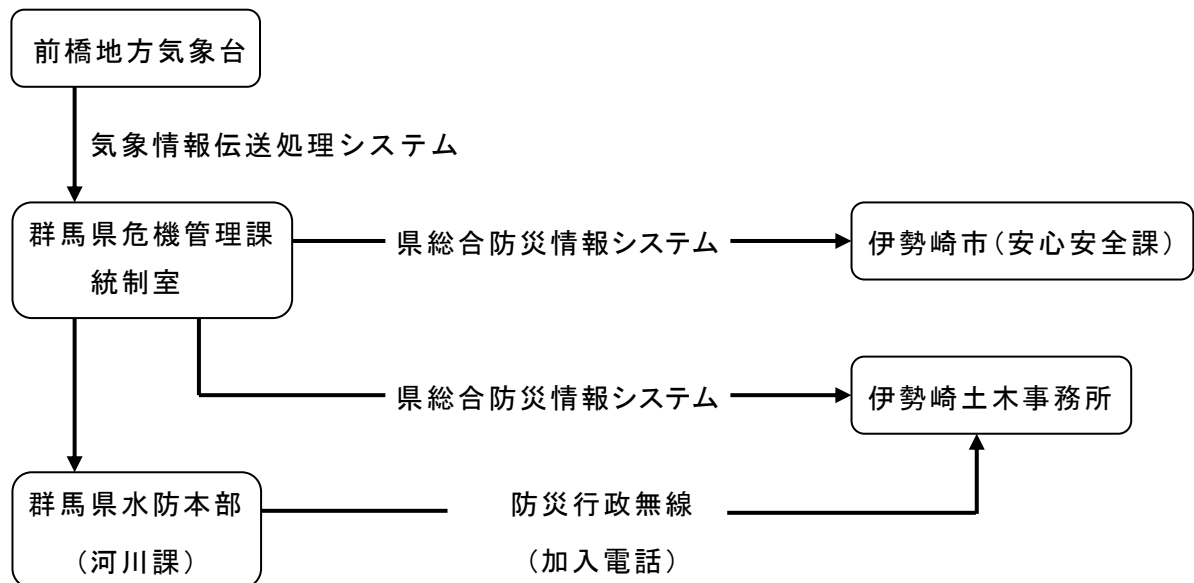 前橋地方気象台
気象情報伝送処理システム
群馬県危機管理課
統制室
県総合防災情報システム
伊勢崎市(安心安全課)
県総合防災情報システム
伊勢崎土木事務所
群馬県水防本部
(河川課)
防災行政無線
(加入電話)